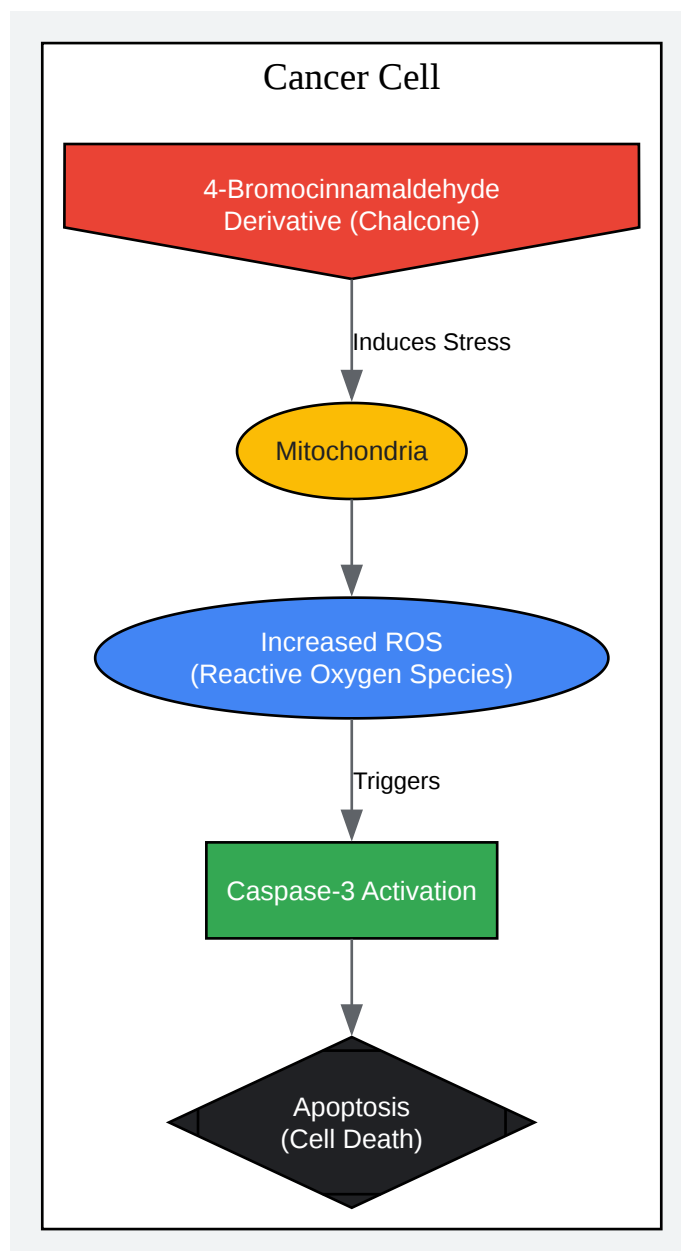 Cancer Cell
4-Bromocinnamaldehyde
Derivative (Chalcone)
Induces Stress
Mitochondria
Increased ROS
(Reactive Oxygen Species)
Triggers
Caspase-3 Activation
Apoptosis
(Cell Death)